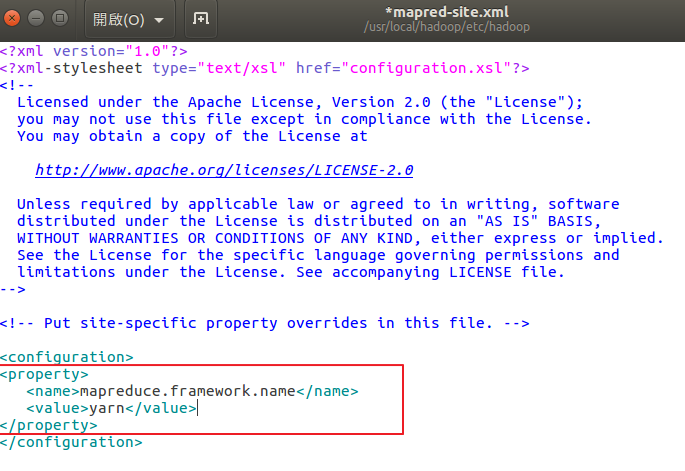 開啟(O)
*mapred-site.xml
/usr/local/hadoop/etc/hadoop
<?xml version="1.0"?>
<?xml-stylesheet type="text/xsl" href="configuration.xsl"?>
<!--
  Licensed under the Apache License, Version 2.0 (the "License");
  you may not use this file except in compliance with the License.
  You may obtain a copy of the License at

    http://www.apache.org/licenses/LICENSE-2.0

  Unless required by applicable law or agreed to in writing, software
  distributed under the License is distributed on an "AS IS" BASIS,
  WITHOUT WARRANTIES OR CONDITIONS OF ANY KIND, either express or implied.
  See the License for the specific language governing permissions and
  limitations under the License. See accompanying LICENSE file.
-->

<!-- Put site-specific property overrides in this file. -->

<configuration>
<property>
   <name>mapreduce.framework.name</name>
   <value>yarn</value>
</property>
</configuration>